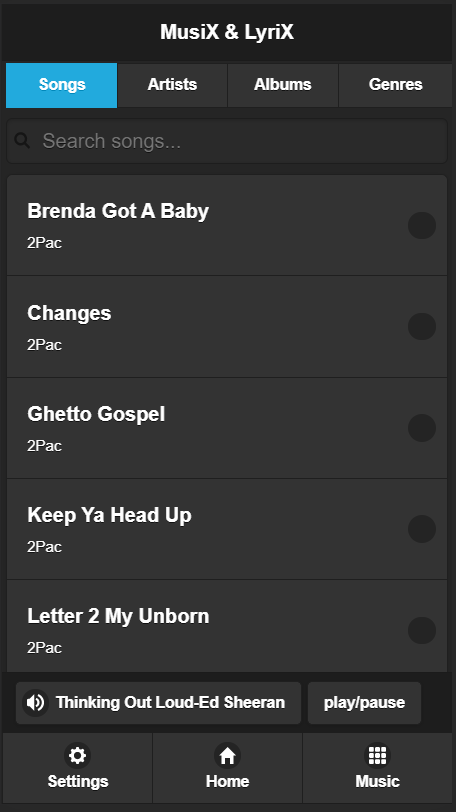 MusiX & LyriX
Songs Artists Albums Genres
Search songs...
Brenda Got A Baby
2Pac
Changes
2Pac
Ghetto Gospel
2Pac
Keep Ya Head Up
2Pac
Letter 2 My Unborn
2Pac
Thinking Out Loud-Ed Sheeran play/pause
Settings Home Music